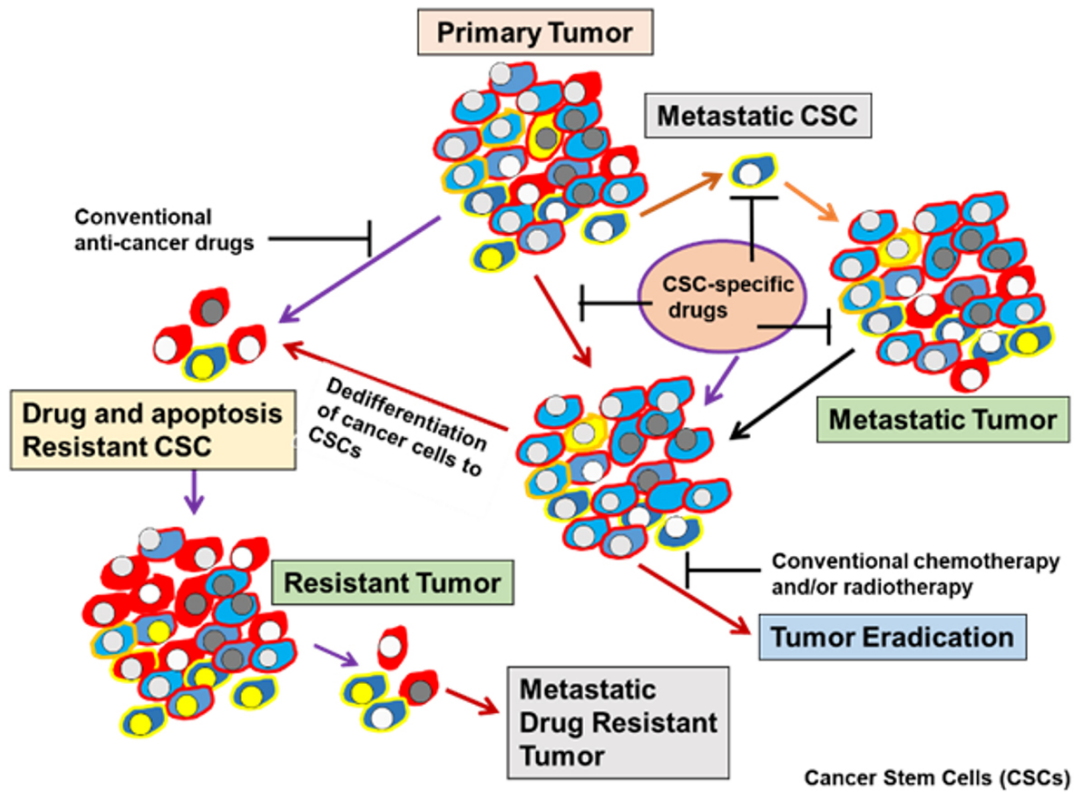 Primary Tumor
Metastatic CSC
Conventional
anti-cancer drugs
CSC-specific
drugs
Drug and apoptosis
Resistant CSC
Dedifferentiation
of cancer cells to
CSCs
Metastatic Tumor
Resistant Tumor
Conventional chemotherapy
and/or radiotherapy
Tumor Eradication
Metastatic
Drug Resistant
Tumor
Cancer Stem Cells (CSCs)